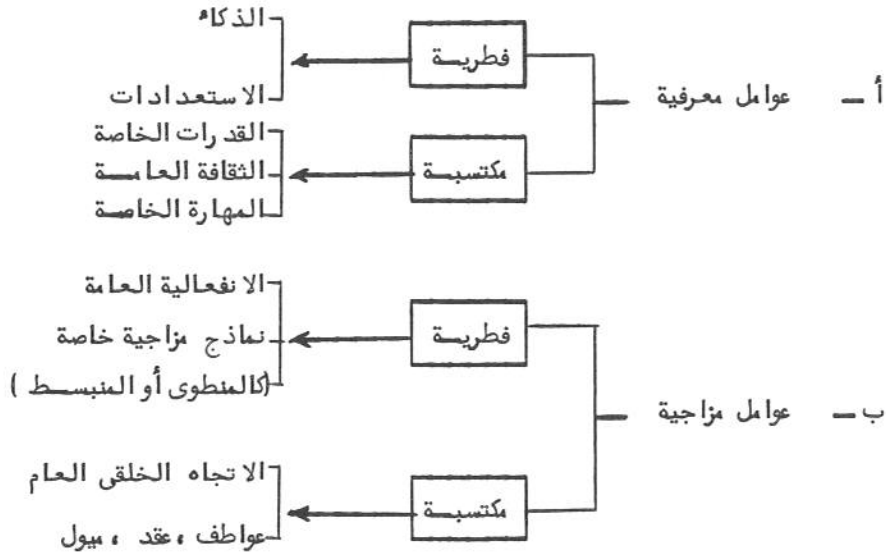 أ – عوامل معرفية
فطرية
الذكاء
الاستعدادات
مكتسبة
القدرات الخاصة
الثقافة العامة
المهارة الخاصة
ب – عوامل مزاجية
فطرية
الانفعالية العامة
نماذج مزاجية خاصة
(كالمنطوى أو المنبسط)
مكتسبة
الاتجاه الخلقى العام
عواطف ، عقد ، ميول